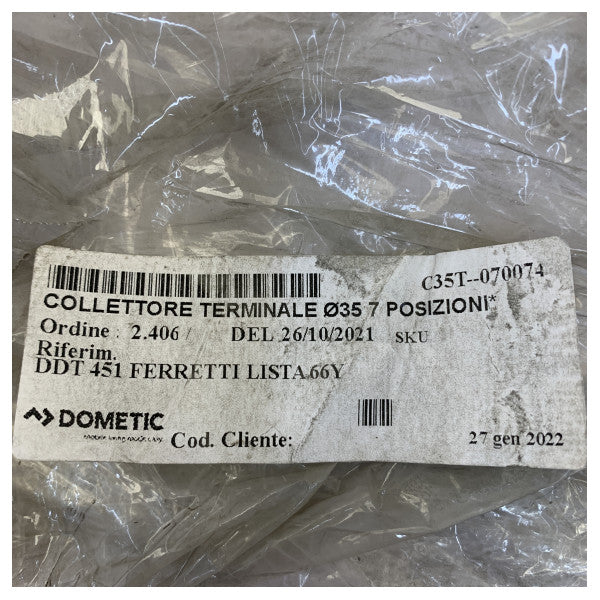 C35T--070074
COLLETTORE TERMINALE Ø35 7 POSIZIONI*
Ordine : 2.406 / DEL 26/10/2021 SKU
Riferim.
DDT 451 FERRETTI LISTA 66Y
DOMETIC
Cod. Cliente:
27 gen 2022